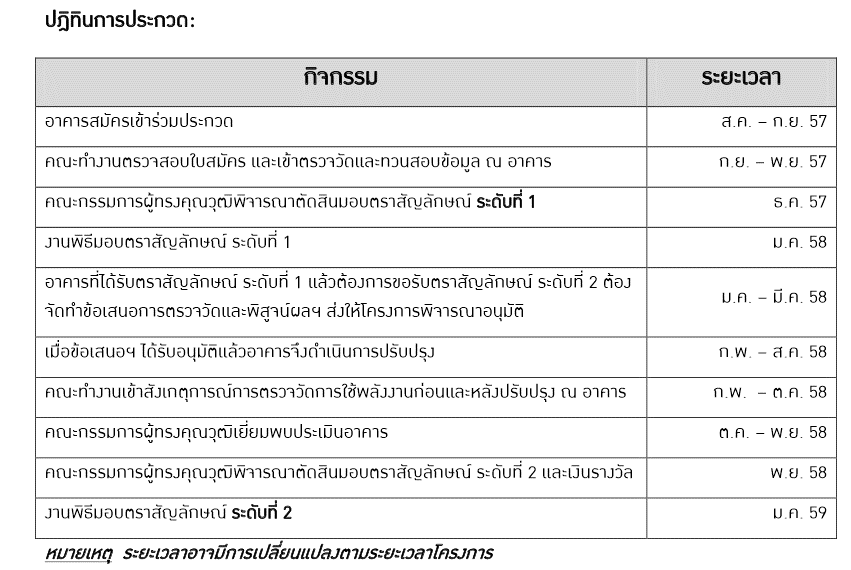 ปฏิทินการประกวด:
กิจกรรม ระยะเวลา
อาคารสมัครเข้าร่วมประกวด ส.ค. – ก.ย. 57
คณะทำงานตรวจสอบใบสมัคร และเข้าตรวจวัดและทวนสอบข้อมูล ณ อาคาร ก.ย. – พ.ย. 57
คณะกรรมการผู้ทรงคุณวุฒิพิจารณาตัดสินมอบตราสัญลักษณ์ ระดับที่ 1 ธ.ค. 57
งานพิธีมอบตราสัญลักษณ์ ระดับที่ 1 ม.ค. 58
อาคารที่ได้รับตราสัญลักษณ์ ระดับที่ 1 แล้วต้องการขอรับตราสัญลักษณ์ ระดับที่ 2 ต้อง
จัดทำข้อเสนอการตรวจวัดและพิสูจน์ผลฯ ส่งให้โครงการพิจารณาอนุมัติ ม.ค. – มี.ค. 58
เมื่อข้อเสนอฯ ได้รับอนุมัติแล้วอาคารจึงดำเนินการปรับปรุง ก.พ. – ส.ค. 58
คณะทำงานเข้าสังเกตุการณ์การตรวจวัดการใช้พลังงานก่อนและหลังปรับปรุง ณ อาคาร ก.พ. – ต.ค. 58
คณะกรรมการผู้ทรงคุณวุฒิเยี่ยมพบประเมินอาคาร ต.ค. – พ.ย. 58
คณะกรรมการผู้ทรงคุณวุฒิพิจารณาตัดสินมอบตราสัญลักษณ์ ระดับที่ 2 และเงินรางวัล พ.ย. 58
งานพิธีมอบตราสัญลักษณ์ ระดับที่ 2 ม.ค. 59
หมายเหตุ ระยะเวลาอาจมีการเปลี่ยนแปลงตามระยะเวลาโครงการ